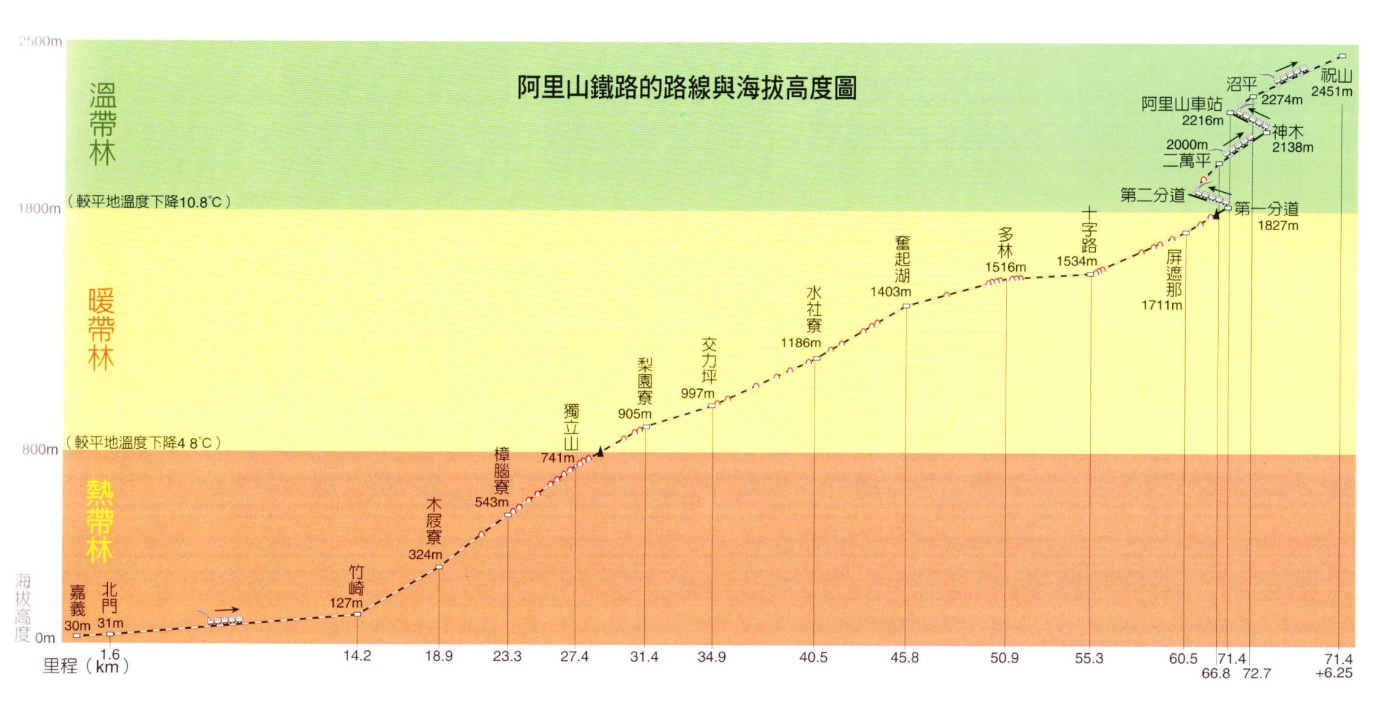 2500m
阿里山鐵路的路線與海拔高度圖
溫帶林
祝山
2451m
沼平
2274m
阿里山車站
2216m
神木
2138m
2000m
二萬平
第二分道
（較平地溫度下降10.8℃）
1800m
第一分道
1827m
十字路
1534m
多林
1516m
奮起湖
1403m
屏遮那
1711m
暖帶林
水社寮
1186m
交力坪
997m
梨園寮
905m
獨立山
741m
（較平地溫度下降4 8℃）
800m
樟腦寮
543m
熱帶林
木屐寮
324m
竹崎
127m
海拔高度
嘉義
30m
北門
31m
0m
里程（km）
1.6
14.2
18.9
23.3
27.4
31.4
34.9
40.5
45.8
50.9
55.3
60.5
66.8
71.4
72.7
71.4
+6.25